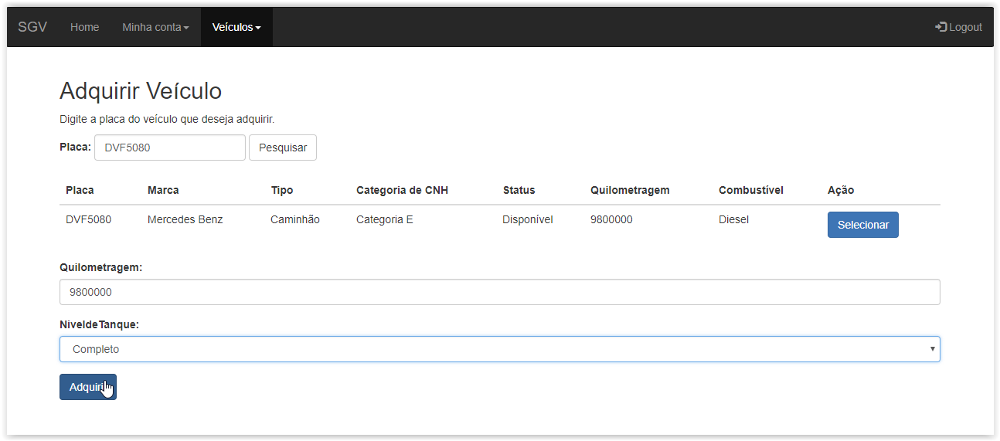 SGV Home Minha conta Veículos Logout
Adquirir Veículo
Digite a placa do veículo que deseja adquirir.
Placa: DVF5080 Pesquisar
Placa Marca Tipo Categoria de CNH Status Quilometragem Combustível Ação
DVF5080 Mercedes Benz Caminhão Categoria E Disponível 9800000 Diesel Selecionar
Quilometragem:
9800000
NiveldeTanque:
Completo
Adquirir